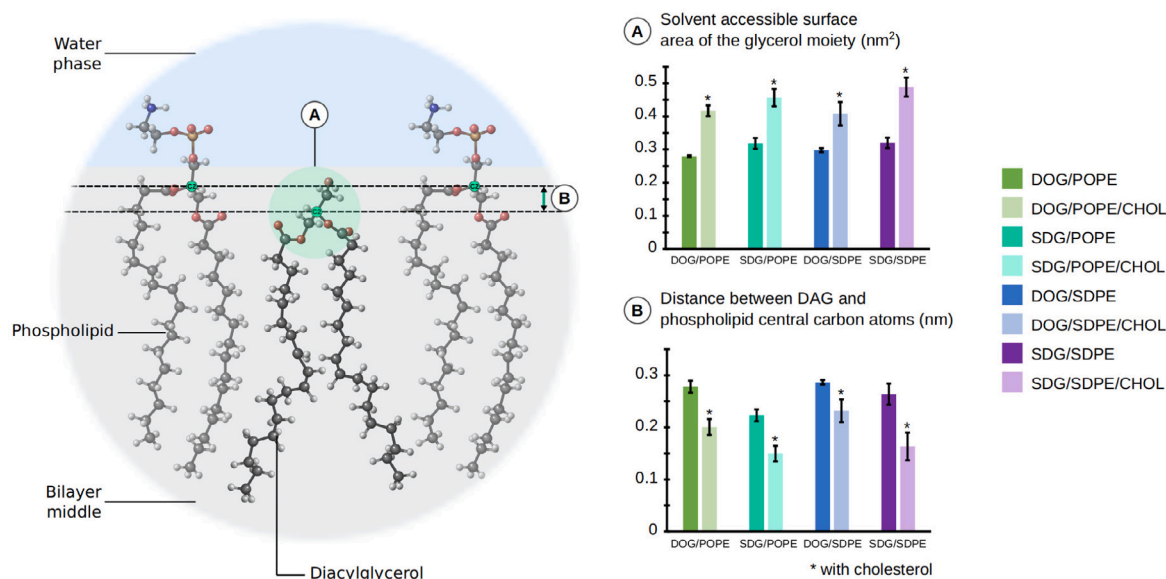 Water
phase
A
B
C2
C2
C2
Phospholipid
Bilayer
middle
Diacylglycerol
A
Solvent accessible surface
area of the glycerol moiety (nm²)
0.5
0.4
0.3
0.2
0.1
0
*
*
*
*
DOG/POPE SDG/POPE DOG/SDPE SDG/SDPE
B
Distance between DAG and
phospholipid central carbon atoms (nm)
0.3
0.2
0.1
0
*
*
*
*
DOG/POPE SDG/POPE DOG/SDPE SDG/SDPE
* with cholesterol
DOG/POPE
DOG/POPE/CHOL
SDG/POPE
SDG/POPE/CHOL
DOG/SDPE
DOG/SDPE/CHOL
SDG/SDPE
SDG/SDPE/CHOL